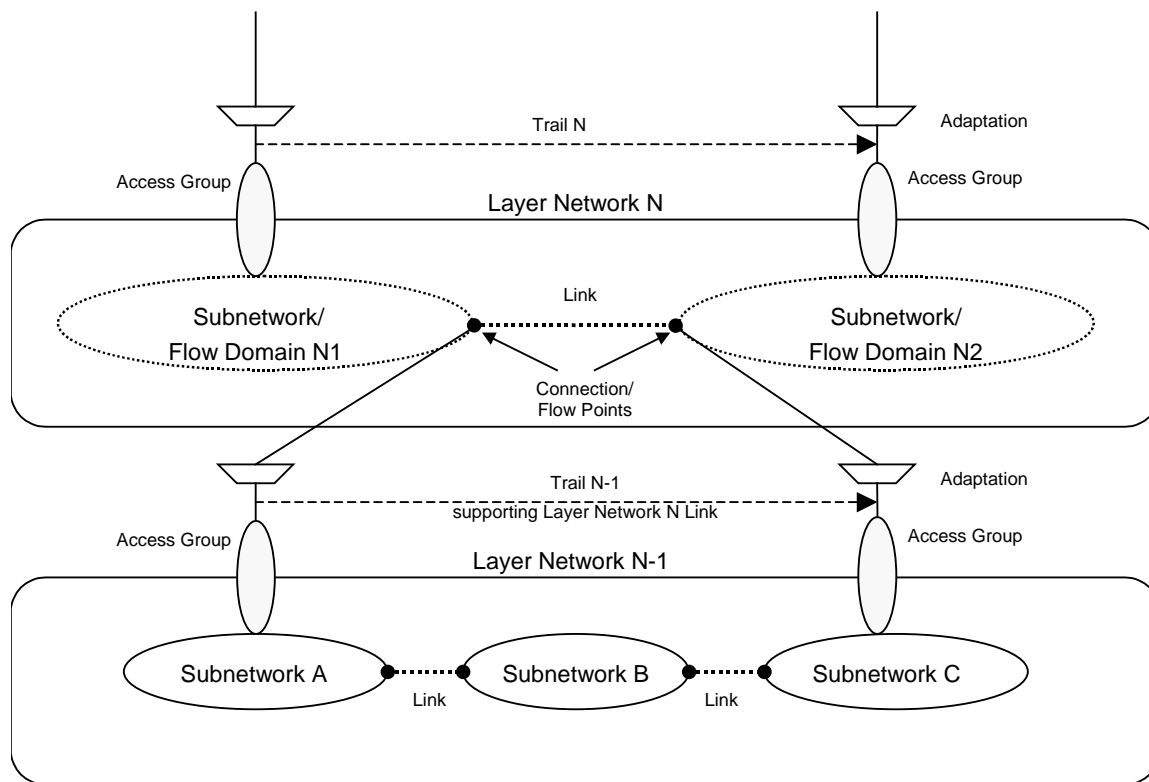 Trail N
Adaptation
Access Group
Access Group
Layer Network N
Link
Subnetwork/
Flow Domain N1
Subnetwork/
Flow Domain N2
Connection/
Flow Points
Trail N-1
supporting Layer Network N Link
Adaptation
Access Group
Access Group
Layer Network N-1
Subnetwork A
Subnetwork B
Subnetwork C
Link
Link